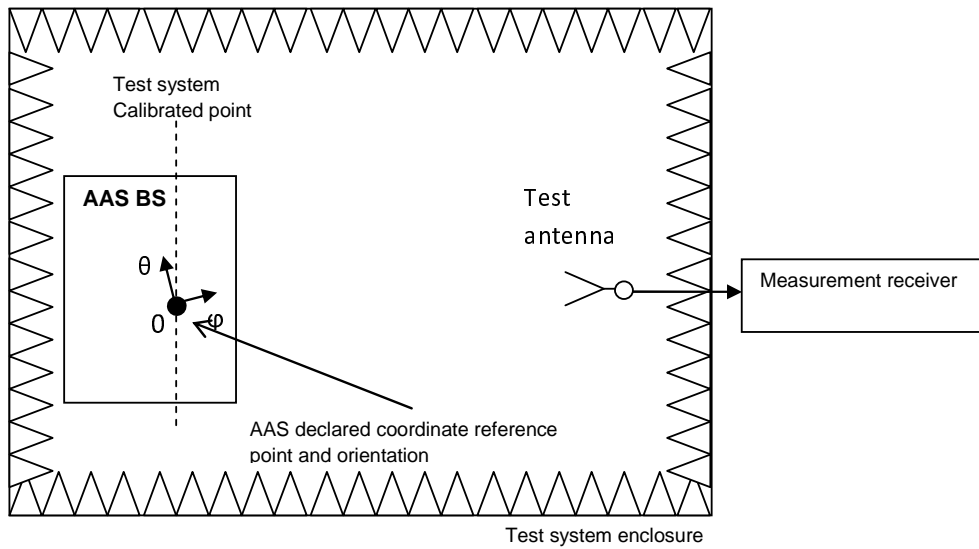 Test system
Calibrated point
AAS BS
θ
0
φ
Test
antenna
Measurement receiver
AAS declared coordinate reference
point and orientation
Test system enclosure